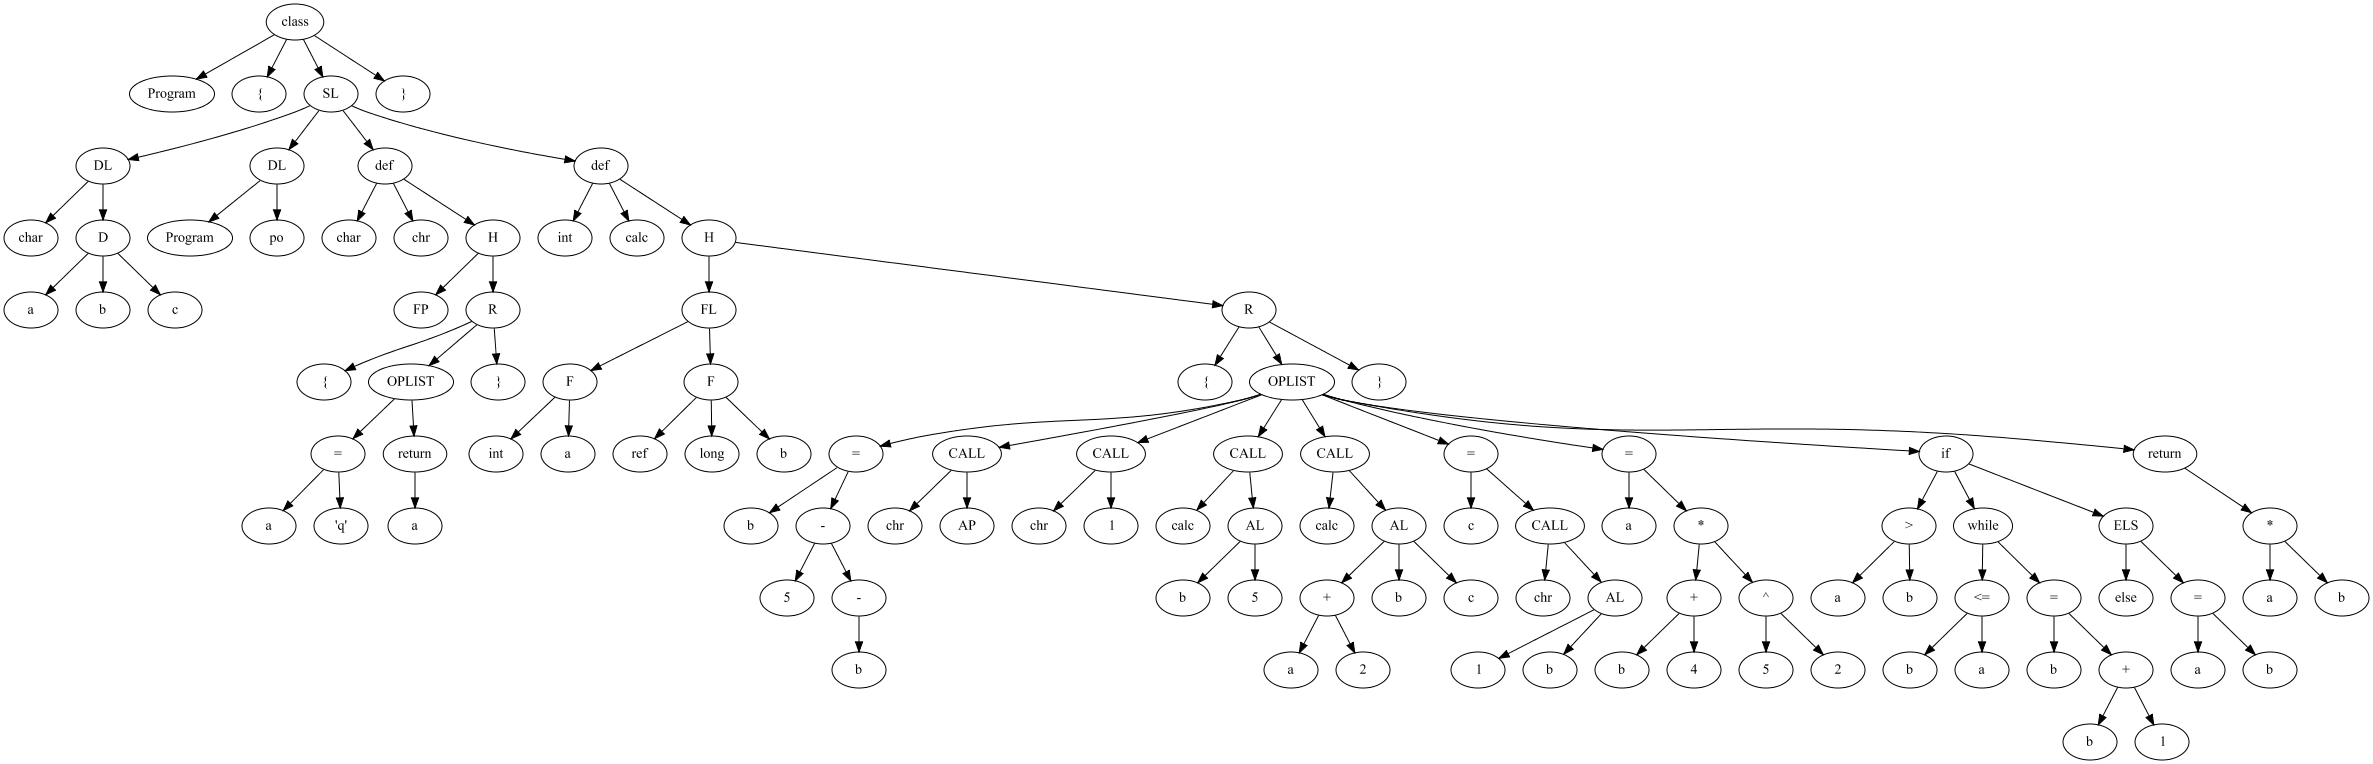 class
Program { SL }
DL DL def def
char D Program po char chr H int calc H
a b c FP R FL R
{ OPLIST } F F { OPLIST }
= return int a ref long b = CALL CALL CALL CALL = = if return
a 'q' a b - chr AP chr 1 calc AL calc AL c CALL a * > while ELS *
5 - b 5 + b c chr AL + ^ a b <= = else = a b
b a 2 1 b b 4 5 2 b a b + a b
b 1